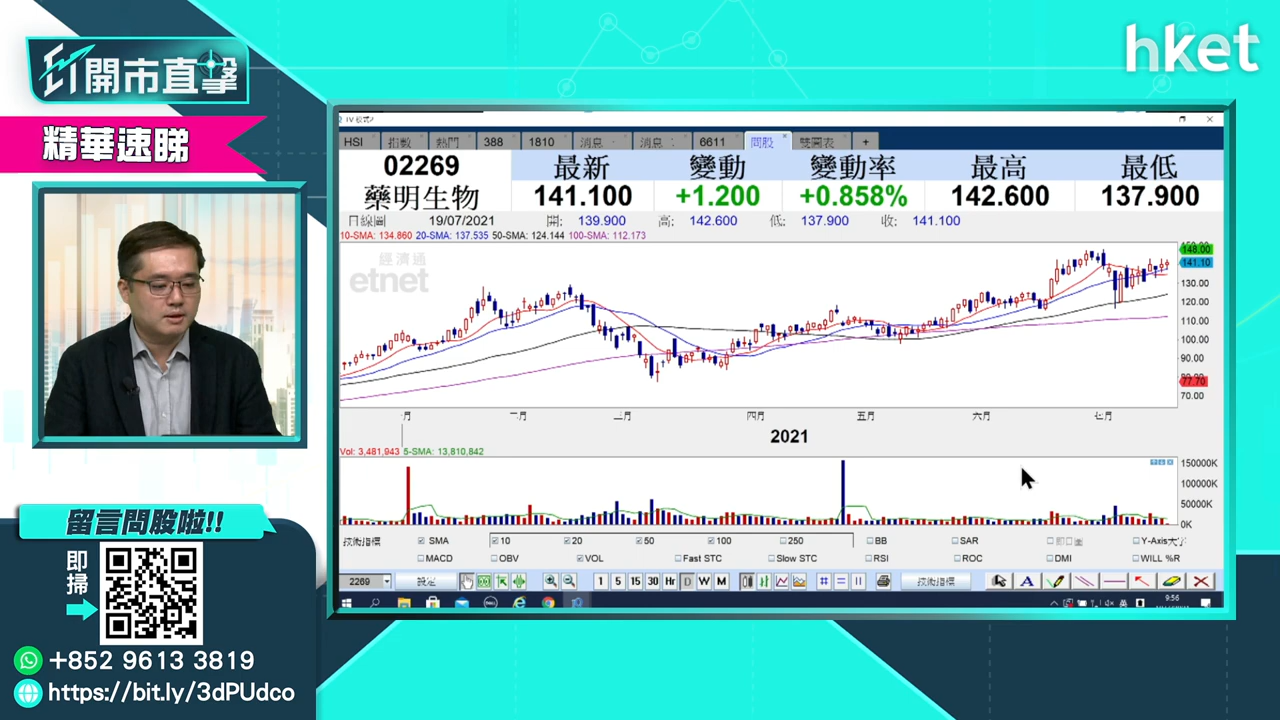 hket
ET開市直擊
精華速睇
HSI 指數 熱門 388 1810 消息 消息 6611 問股 雙圖表 +
02269 最新 變動 變動率 最高 最低
藥明生物 141.100 +1.200 +0.858% 142.600 137.900
日線圖 19/07/2021 開: 139.900 高: 142.600 低: 137.900 收: 141.100
10-SMA: 134.860 20-SMA: 137.535 50-SMA: 124.144 100-SMA: 112.173
經濟通
etnet
148.00
141.10
130.00
120.00
110.00
100.00
90.00
77.70
70.00
二月 三月 四月 五月 六月 七月
2021
Vol: 3,481,943 5-SMA: 13,810,842
150000K
100000K
50000K
0K
技術指標 SMA 10 20 50 100 250 BB SAR Y-Axis大字
MACD OBV VOL Fast STC Slow STC RSI ROC DMI WILL %R
2269 設定 1 5 15 30 Hr D W M 技術指標 A
9:56
留言問股啦!!
即掃
+852 9613 3819
https://bit.ly/3dPUdco